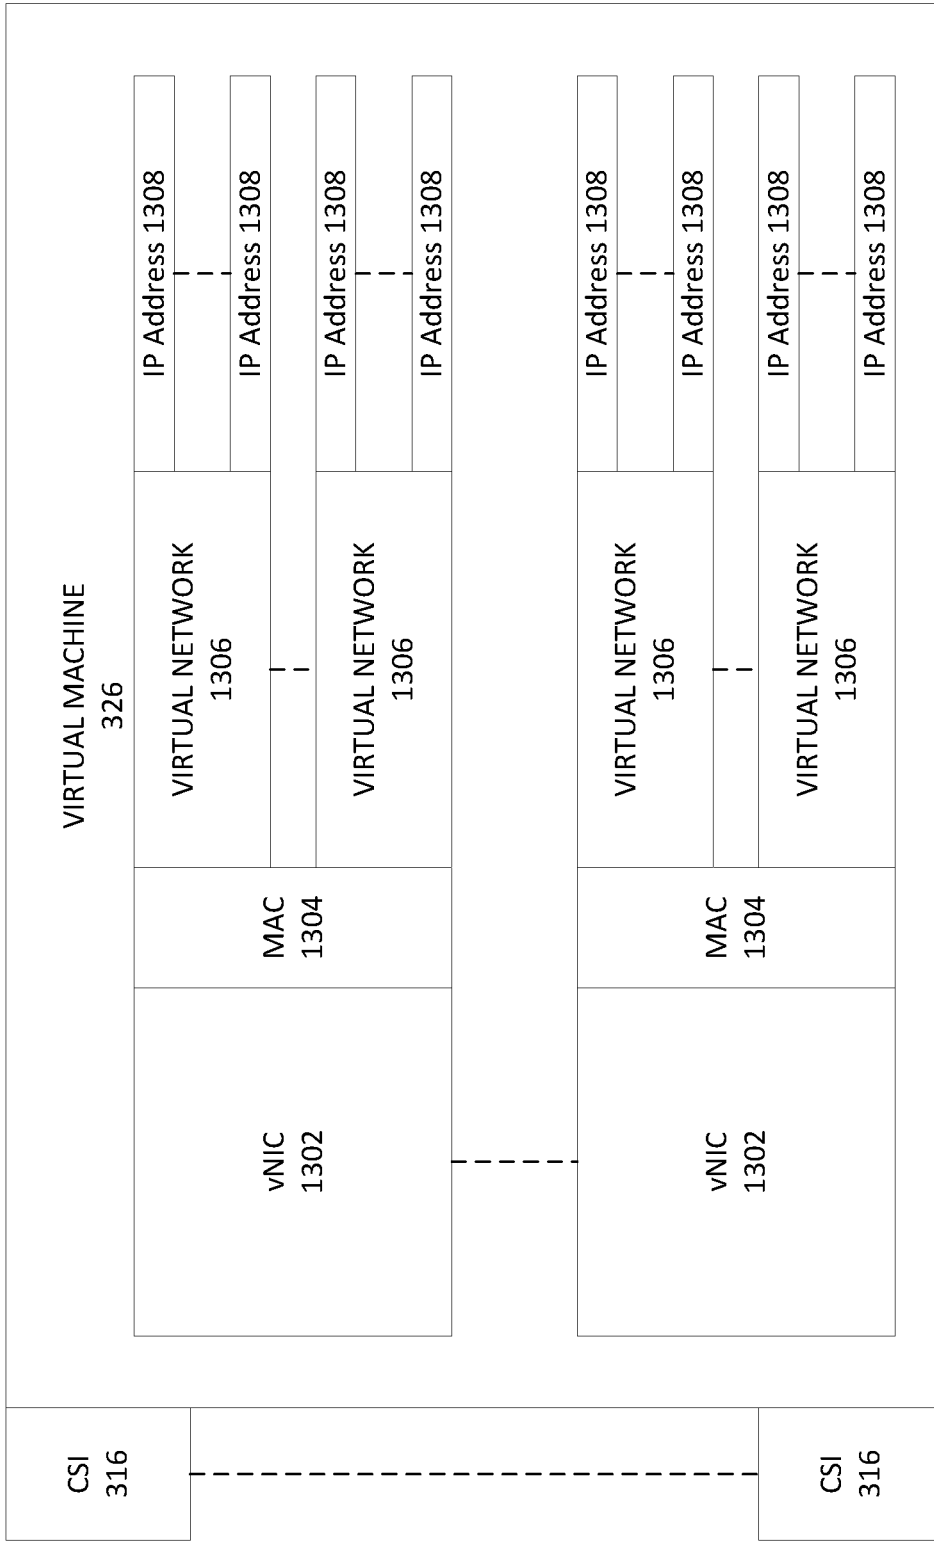 CSI
316
VIRTUAL MACHINE
326
vNIC
1302
MAC
1304
VIRTUAL NETWORK
1306
IP Address 1308
IP Address 1308
VIRTUAL NETWORK
1306
IP Address 1308
IP Address 1308
vNIC
1302
MAC
1304
VIRTUAL NETWORK
1306
IP Address 1308
IP Address 1308
VIRTUAL NETWORK
1306
IP Address 1308
IP Address 1308
CSI
316